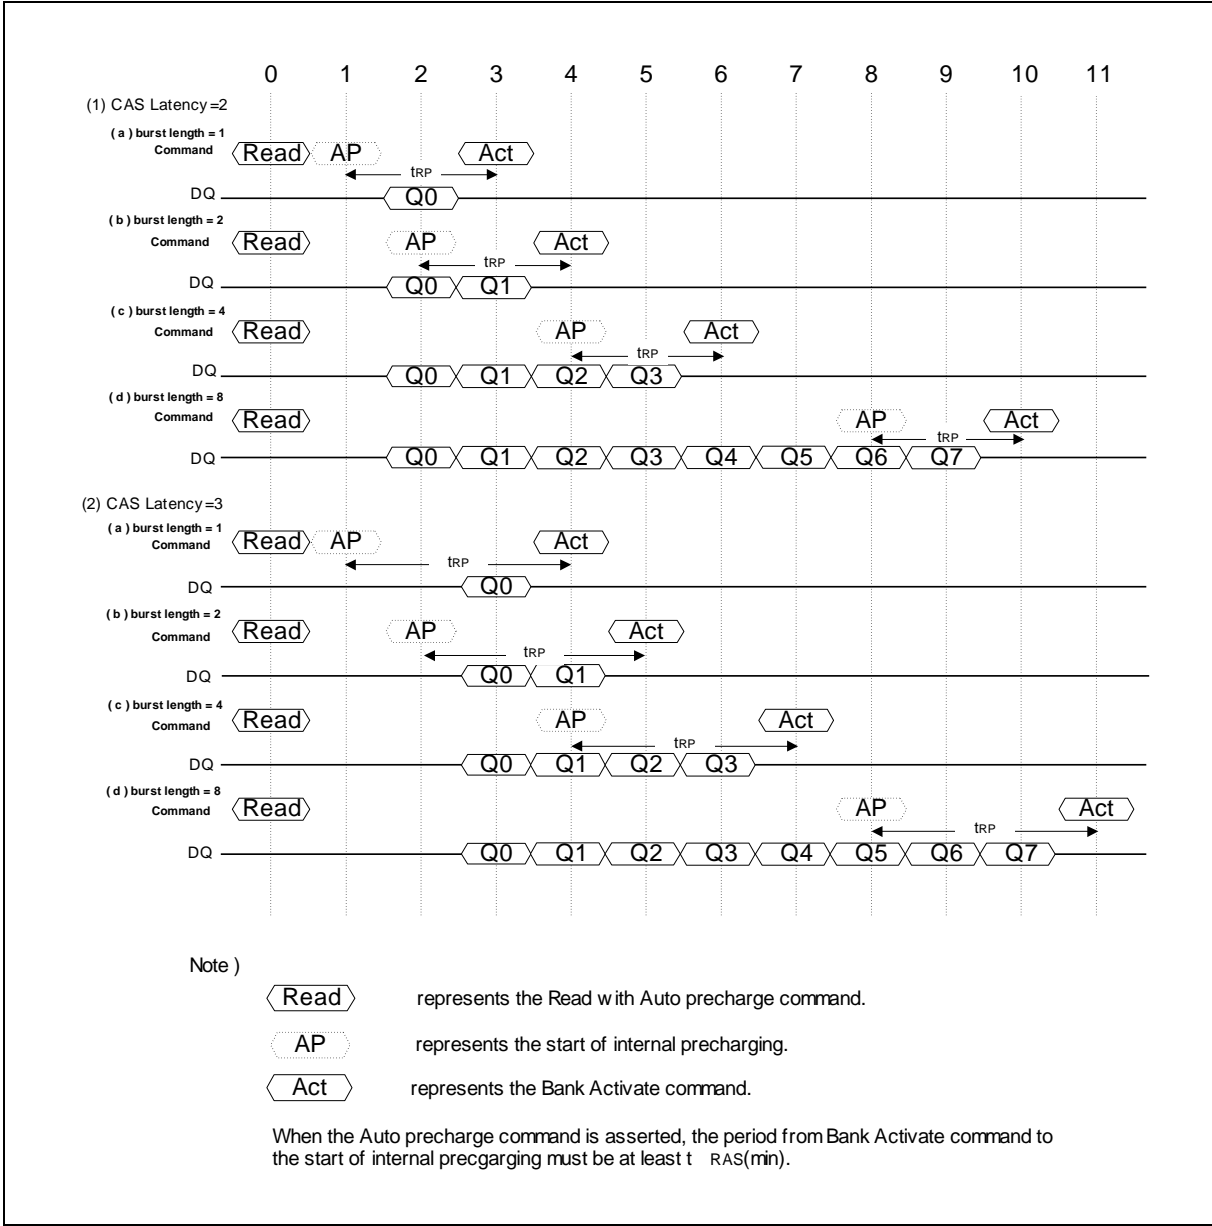 0 1 2 3 4 5 6 7 8 9 10 11
(1) CAS Latency=2
( a ) burst length = 1
Command Read AP Act
tRP
DQ Q0
( b ) burst length = 2
Command Read AP Act
tRP
DQ Q0 Q1
( c ) burst length = 4
Command Read AP Act
tRP
DQ Q0 Q1 Q2 Q3
( d ) burst length = 8
Command Read AP Act
tRP
DQ Q0 Q1 Q2 Q3 Q4 Q5 Q6 Q7
(2) CAS Latency=3
( a ) burst length = 1
Command Read AP Act
tRP
DQ Q0
( b ) burst length = 2
Command Read AP Act
tRP
DQ Q0 Q1
( c ) burst length = 4
Command Read AP Act
tRP
DQ Q0 Q1 Q2 Q3
( d ) burst length = 8
Command Read AP Act
tRP
DQ Q0 Q1 Q2 Q3 Q4 Q5 Q6 Q7
Note )
Read represents the Read with Auto precharge command.
AP represents the start of internal precharging.
Act represents the Bank Activate command.
When the Auto precharge command is asserted, the period from Bank Activate command to
the start of internal precgarging must be at least t RAS(min).